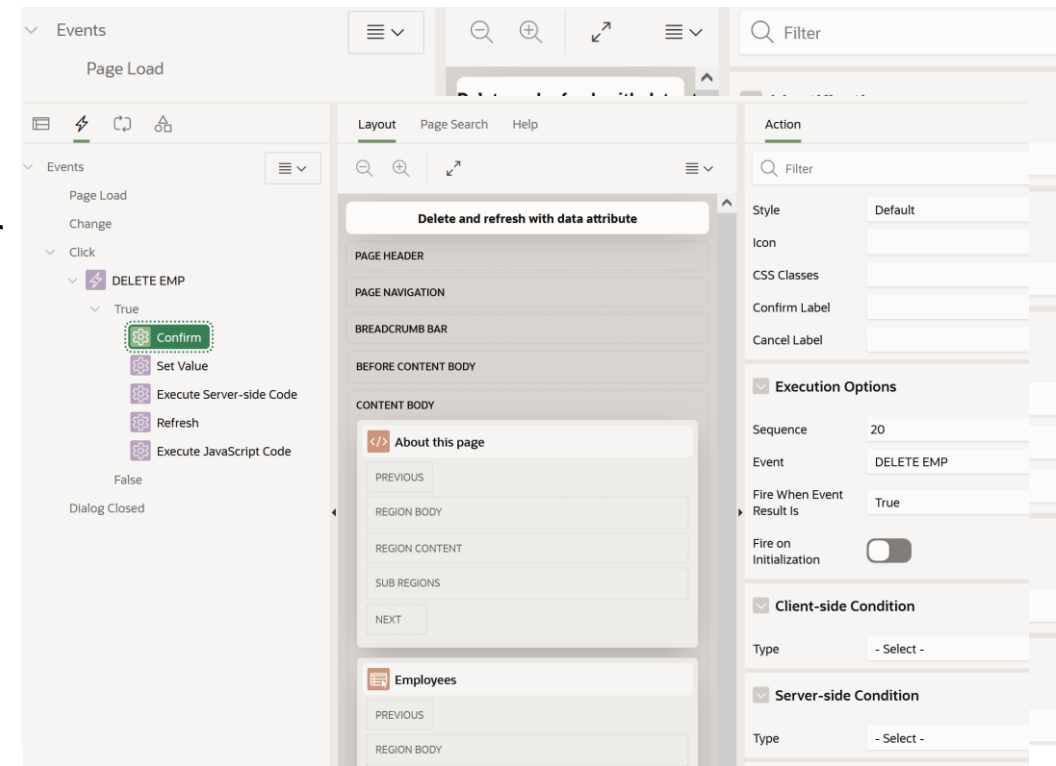 Events
Page Load
Filter
Layout
Page Search
Help
Action
Events
Page Load
Change
Click
DELETE EMP
True
Confirm
Set Value
Execute Server-side Code
Refresh
Execute JavaScript Code
False
Dialog Closed
Delete and refresh with data attribute
PAGE HEADER
PAGE NAVIGATION
BREADCRUMB BAR
BEFORE CONTENT BODY
CONTENT BODY
About this page
PREVIOUS
REGION BODY
REGION CONTENT
SUB REGIONS
NEXT
Employees
PREVIOUS
REGION BODY
Filter
Style Default
Icon
CSS Classes
Confirm Label
Cancel Label
Execution Options
Sequence 20
Event DELETE EMP
Fire When Event
Result Is True
Fire on
Initialization
Client-side Condition
Type - Select -
Server-side Condition
Type - Select -